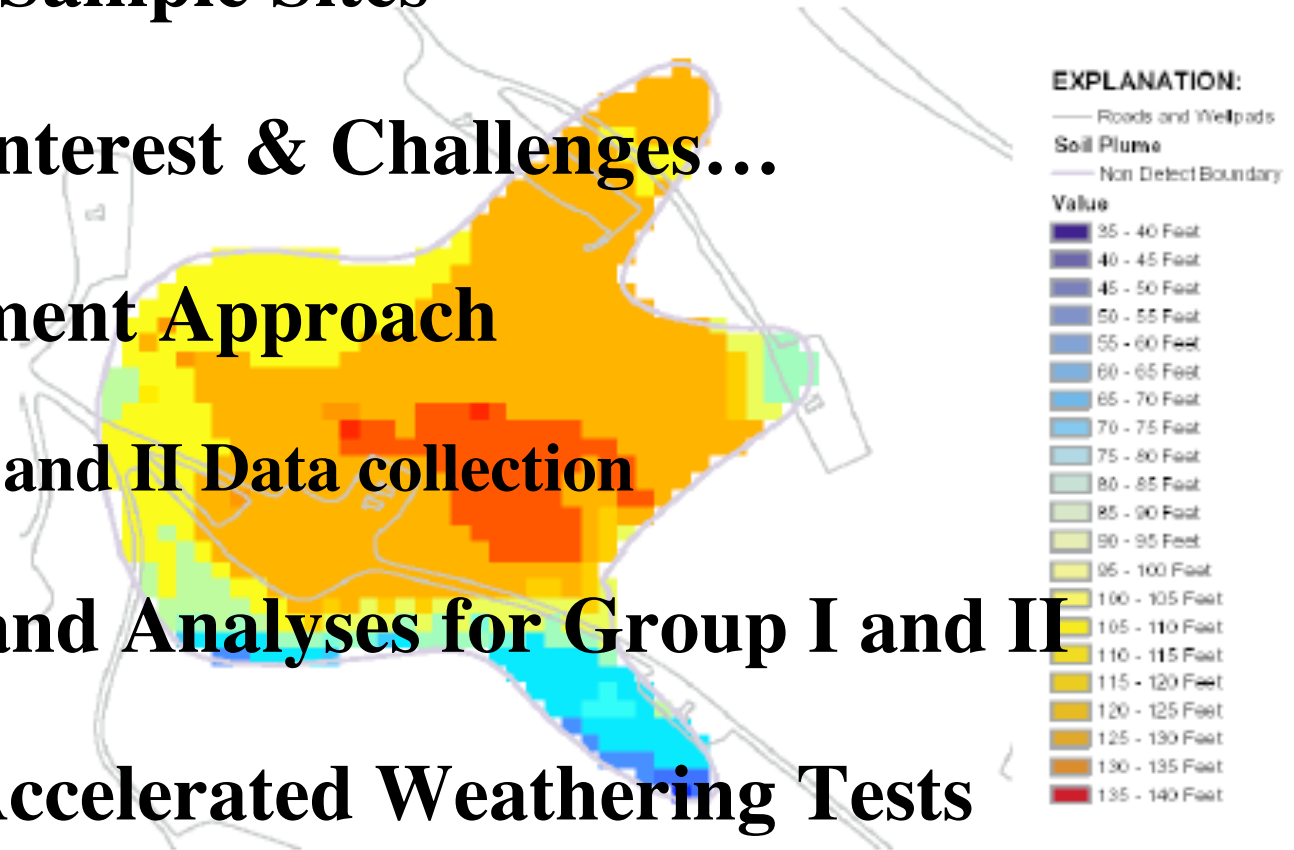 Sample Sites
nterest & Challenges…
ment Approach
and II Data collection
and Analyses for Group I and II
Accelerated Weathering Tests
EXPLANATION:
Roads and Wellpads
Soil Plume
Non Detect Boundary
Value
35 - 40 Feet
40 - 45 Feet
45 - 50 Feet
50 - 55 Feet
55 - 60 Feet
60 - 65 Feet
65 - 70 Feet
70 - 75 Feet
75 - 80 Feet
80 - 85 Feet
85 - 90 Feet
90 - 95 Feet
95 - 100 Feet
100 - 105 Feet
105 - 110 Feet
110 - 115 Feet
115 - 120 Feet
120 - 125 Feet
125 - 130 Feet
130 - 135 Feet
135 - 140 Feet